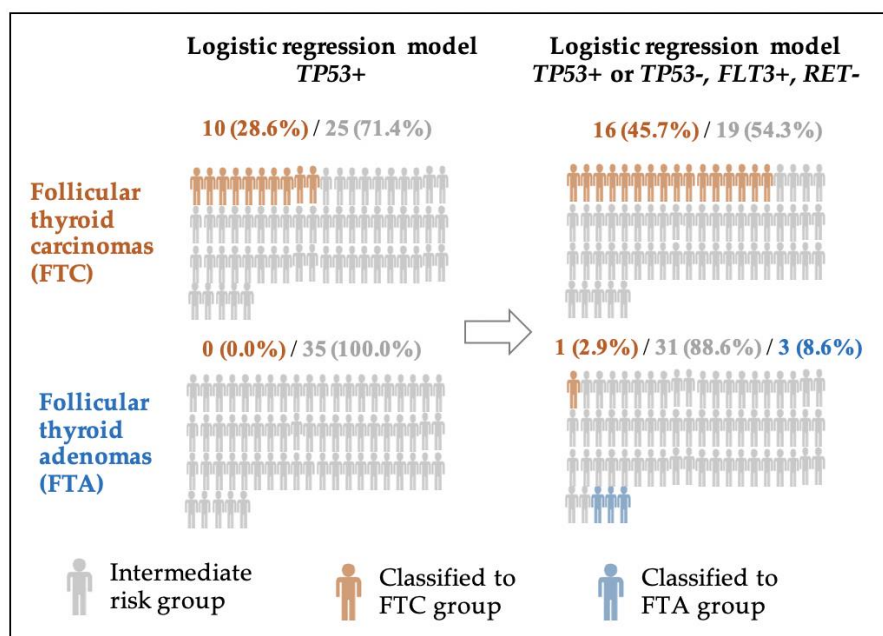 Logistic regression model
TP53+
Logistic regression model
TP53+ or TP53-, FLT3+, RET-
10 (28.6%) / 25 (71.4%)
16 (45.7%) / 19 (54.3%)
Follicular
thyroid
carcinomas
(FTC)
0 (0.0%) / 35 (100.0%)
1 (2.9%) / 31 (88.6%) / 3 (8.6%)
Follicular
thyroid
adenomas
(FTA)
Intermediate
risk group
Classified to
FTC group
Classified to
FTA group